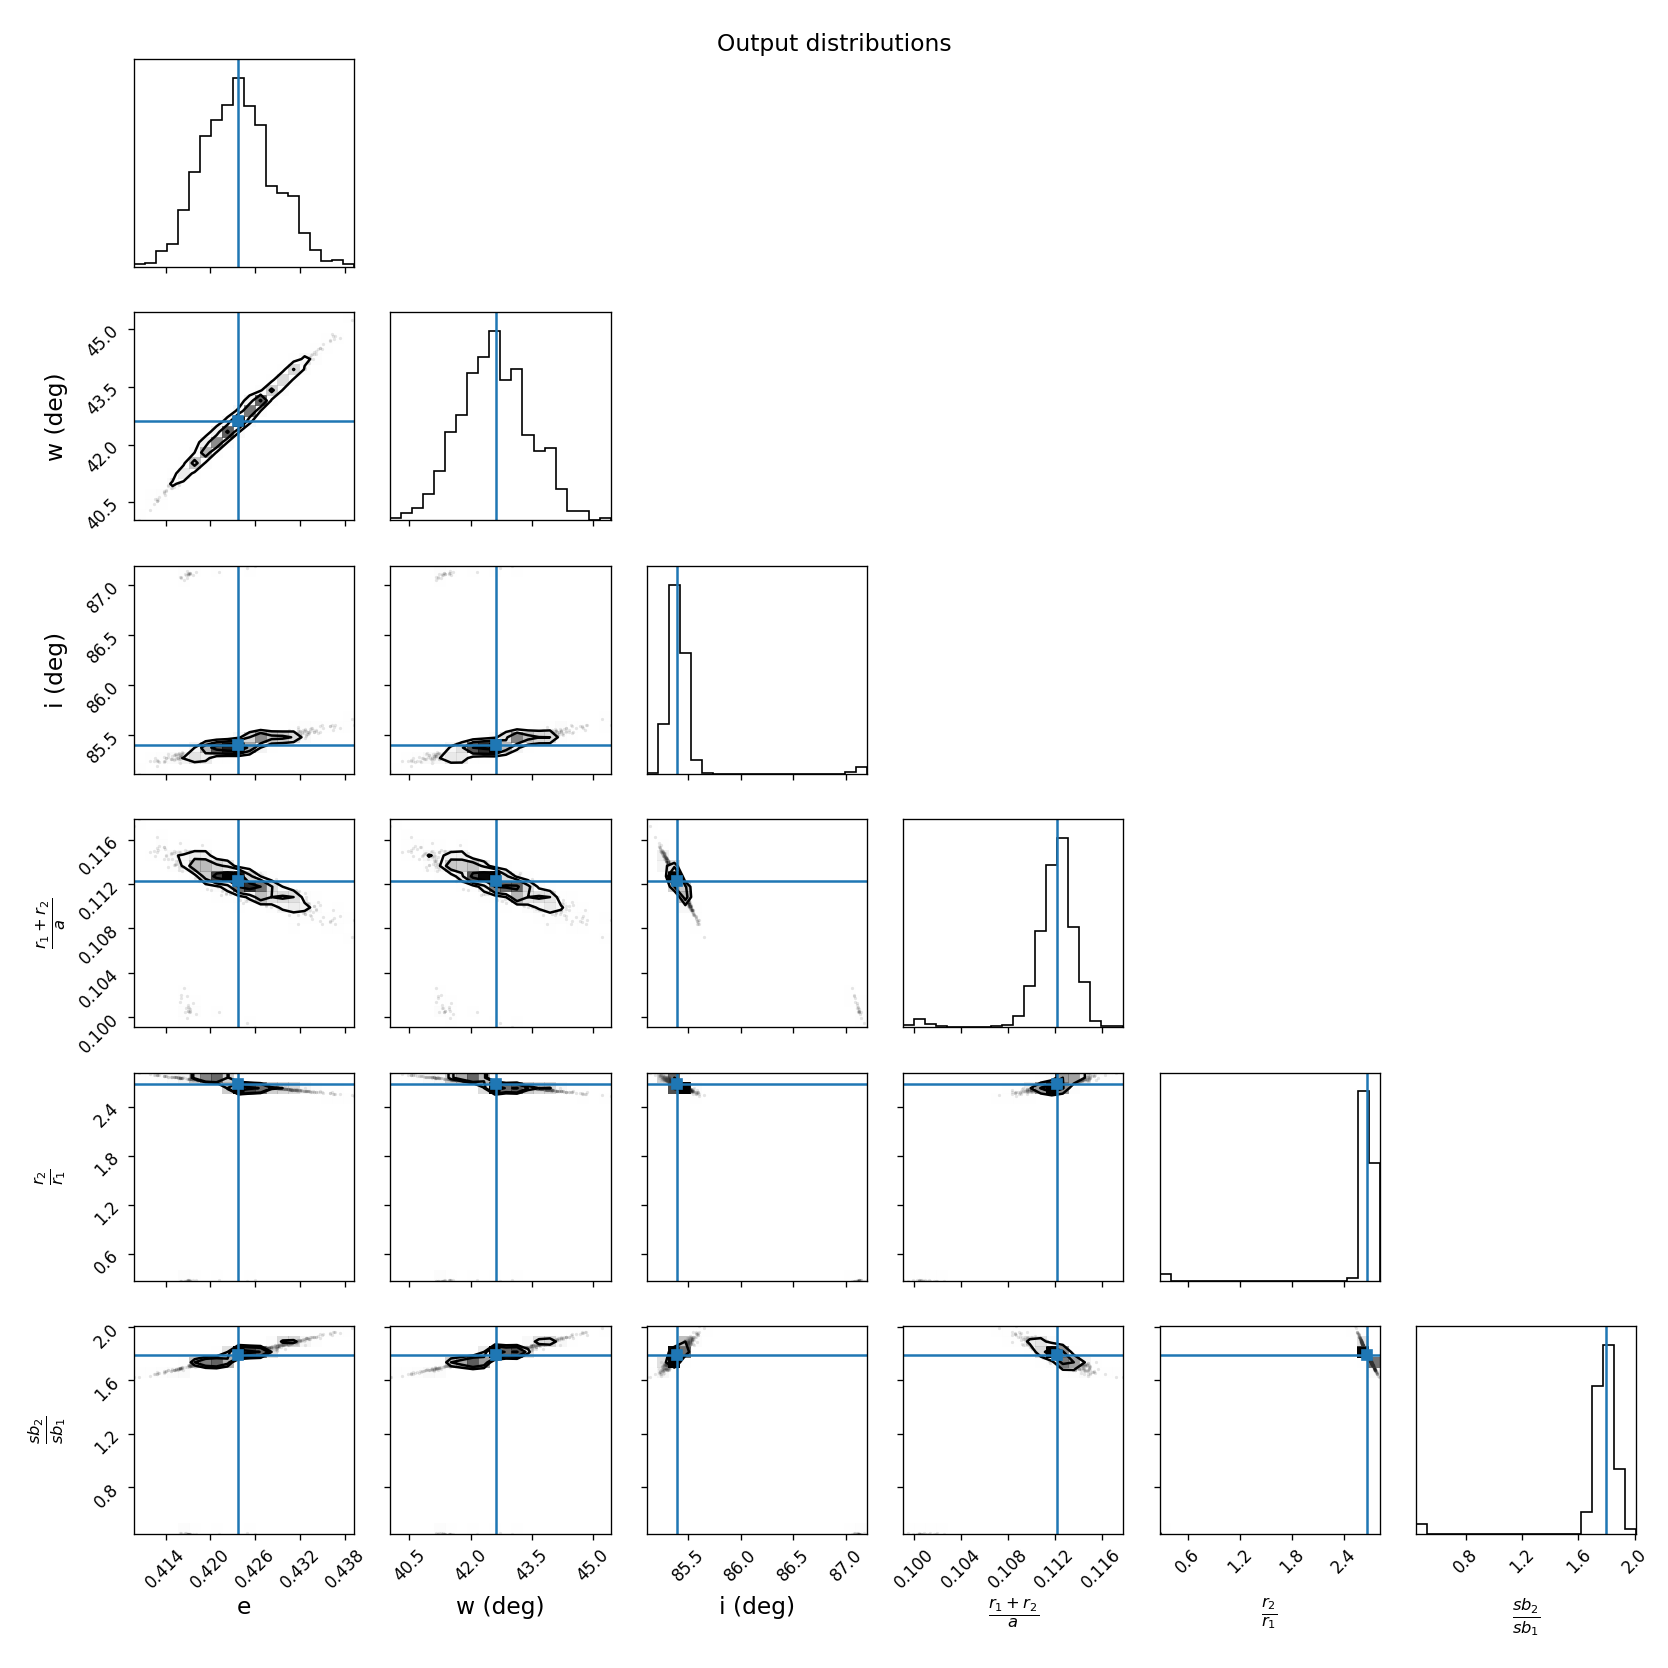 Output distributions
w (deg)
45.0
43.5
42.0
40.5
i (deg)
87.0
86.5
86.0
85.5
r₁ + r₂
a
0.116
0.112
0.108
0.104
0.100
r₂
r₁
2.4
1.8
1.2
0.6
sb₂
sb₁
2.0
1.6
1.2
0.8
0.414 0.420 0.426 0.432 0.438 40.5 42.0 43.5 45.0 85.5 86.0 86.5 87.0 0.100 0.104 0.108 0.112 0.116 0.6 1.2 1.8 2.4 0.8 1.2 1.6 2.0
e w (deg) i (deg) r₁ + r₂ r₂ sb₂
a r₁ sb₁